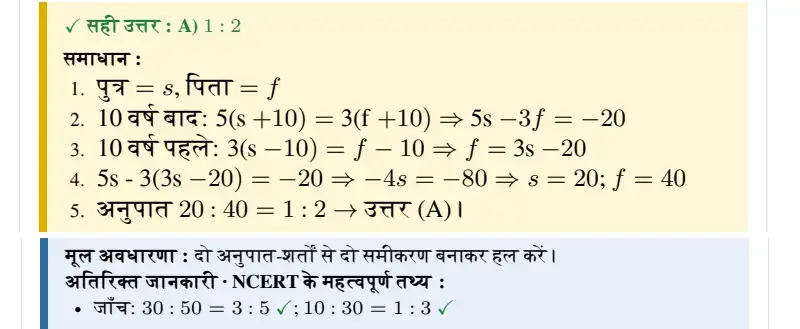 ✓ सही उत्तर : A) 1 : 2
समाधान :
1. पुत्र = s, पिता = f
2. 10 वर्ष बाद: 5(s +10) = 3(f +10) ⇒ 5s −3f = −20
3. 10 वर्ष पहले: 3(s −10) = f − 10 ⇒ f = 3s −20
4. 5s - 3(3s −20) = −20 ⇒ −4s = −80 ⇒ s = 20; f = 40
5. अनुपात 20 : 40 = 1 : 2 → उत्तर (A)।
मूल अवधारणा : दो अनुपात-शर्तों से दो समीकरण बनाकर हल करें।
अतिरिक्त जानकारी · NCERT के महत्वपूर्ण तथ्य :
• जाँच: 30 : 50 = 3 : 5 ✓; 10 : 30 = 1 : 3 ✓